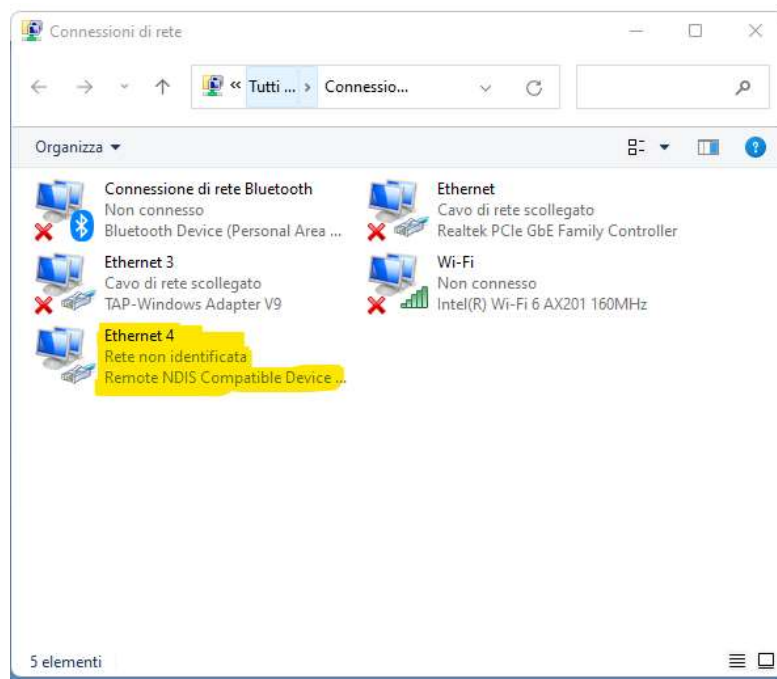 Connessioni di rete
« Tutti ... › Connessio...
Organizza
Connessione di rete Bluetooth
Non connesso
Bluetooth Device (Personal Area ...
Ethernet
Cavo di rete scollegato
Realtek PCIe GbE Family Controller
Ethernet 3
Cavo di rete scollegato
TAP-Windows Adapter V9
Wi-Fi
Non connesso
Intel(R) Wi-Fi 6 AX201 160MHz
Ethernet 4
Rete non identificata
Remote NDIS Compatible Device ...
5 elementi